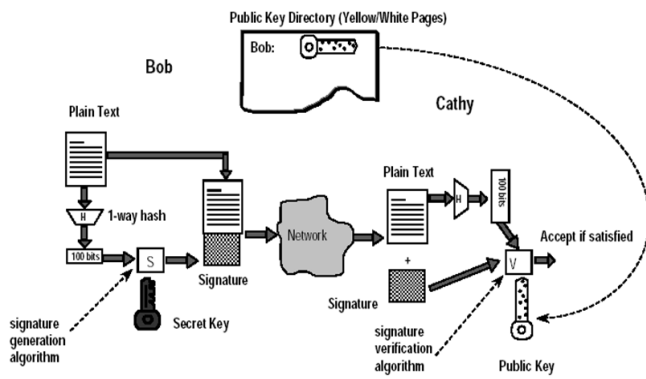 Public Key Directory (Yellow/White Pages)
Bob:
Bob
Cathy
Plain Text
H
1-way hash
100 bits
S
Signature
Secret Key
signature
generation
algorithm
Network
Plain Text
H
100 bits
+
Signature
V
Accept if satisfied
signature
verification
algorithm
Public Key